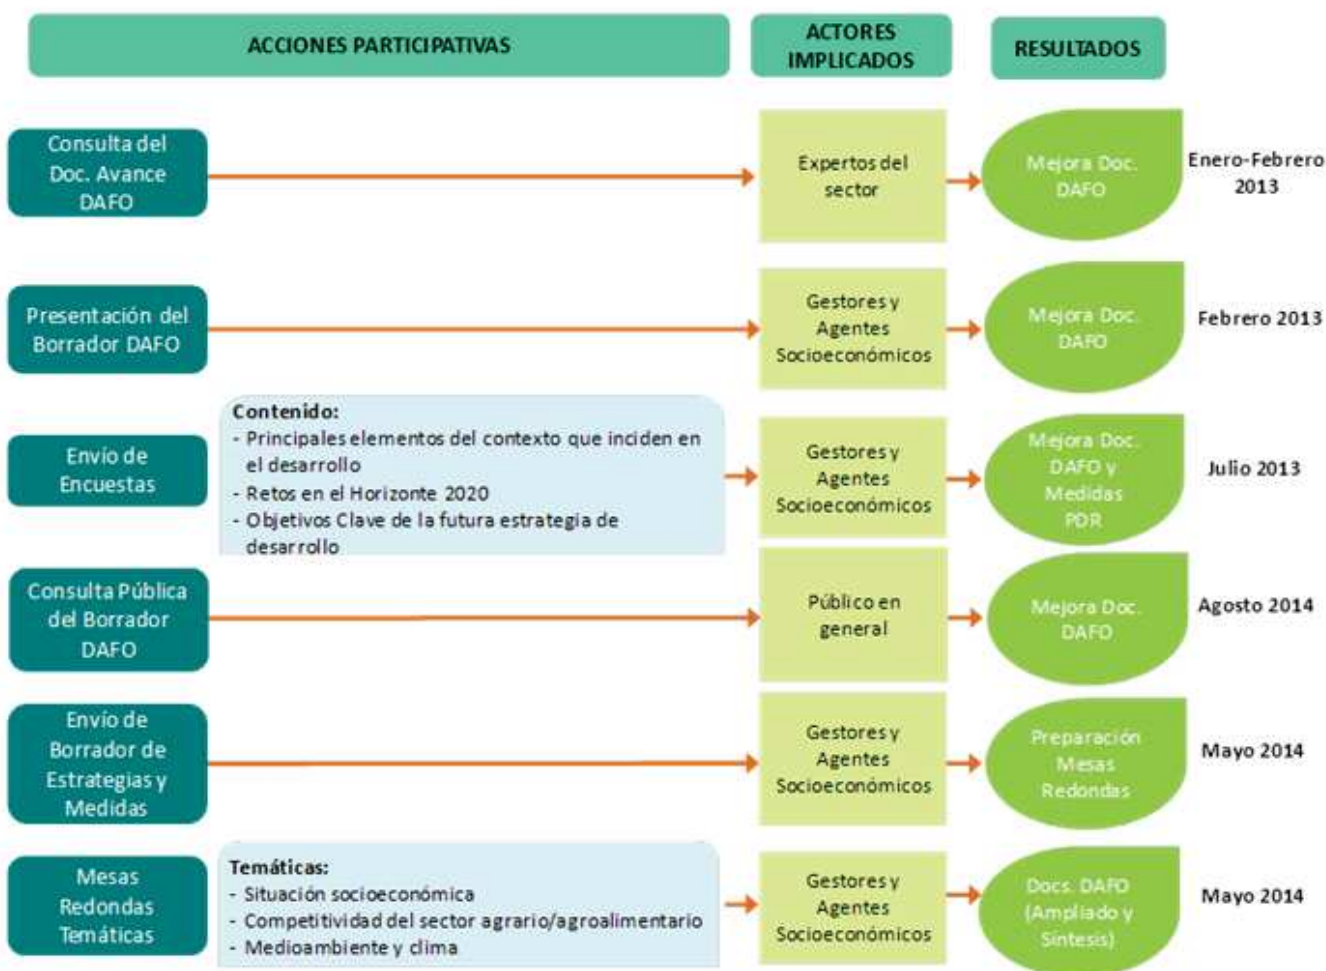 ACCIONES PARTICIPATIVAS
ACTORES
IMPLICADOS
RESULTADOS
Consulta del
Doc. Avance
DAFO
Expertos del
sector
Mejora Doc.
DAFO
Enero-Febrero
2013
Presentación del
Borrador DAFO
Gestores y
Agentes
Socioeconómicos
Mejora Doc.
DAFO
Febrero 2013
Envío de
Encuestas
Contenido:
- Principales elementos del contexto que inciden en
el desarrollo
- Retos en el Horizonte 2020
- Objetivos Clave de la futura estrategia de
desarrollo
Gestores y
Agentes
Socioeconómicos
Mejora Doc.
DAFO y
Medidas
PDR
Julio 2013
Consulta Pública
del Borrador
DAFO
Público en
general
Mejora Doc.
DAFO
Agosto 2014
Envío de
Borrador de
Estrategias y
Medidas
Gestores y
Agentes
Socioeconómicos
Preparación
Mesas
Redondas
Mayo 2014
Mesas
Redondas
Temáticas
Temáticas:
- Situación socioeconómica
- Competitividad del sector agrario/agroalimentario
- Medioambiente y clima
Gestores y
Agentes
Socioeconómicos
Docs. DAFO
(Ampliado y
Síntesis)
Mayo 2014